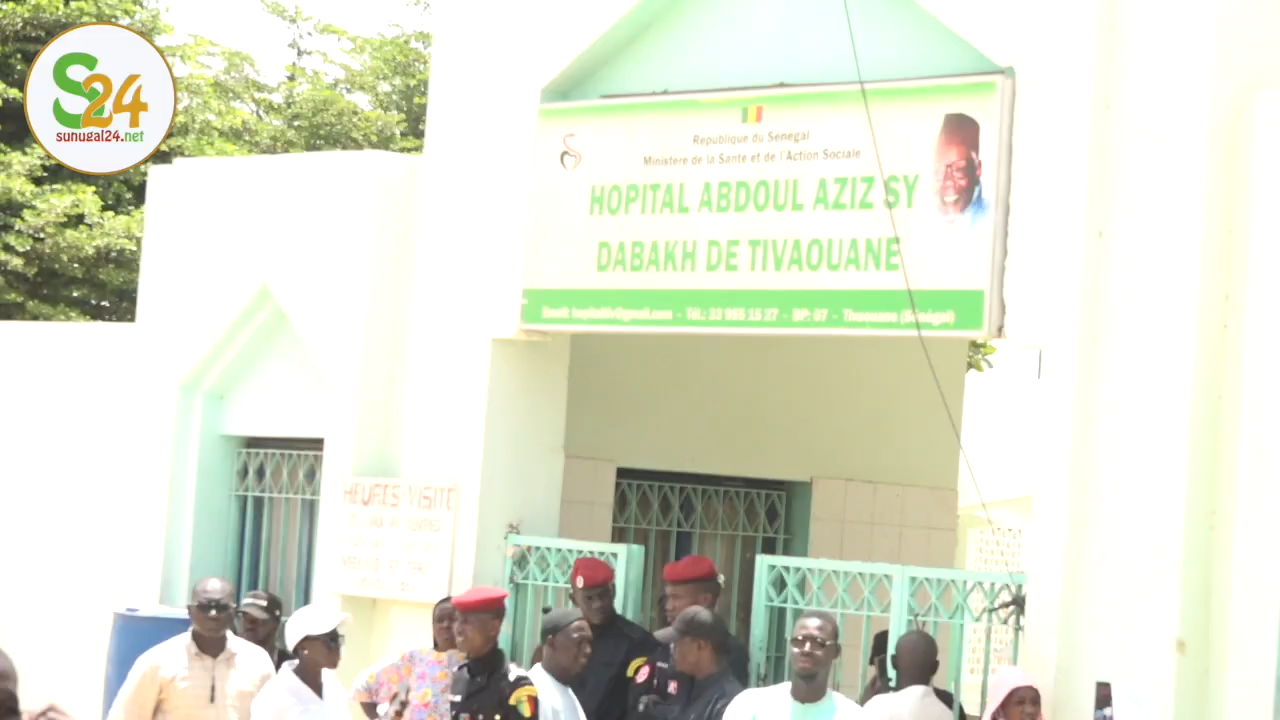 S24
sunugal24.net
Republique du Senegal
Ministere de la Sante et de l'Action Sociale
HOPITAL ABDOUL AZIZ SY
DABAKH DE TIVAOUANE
Email: - Tél.: 33 955 15 27 - BP: 07 - Tivaouane (Sénégal)
HEURES VISITE